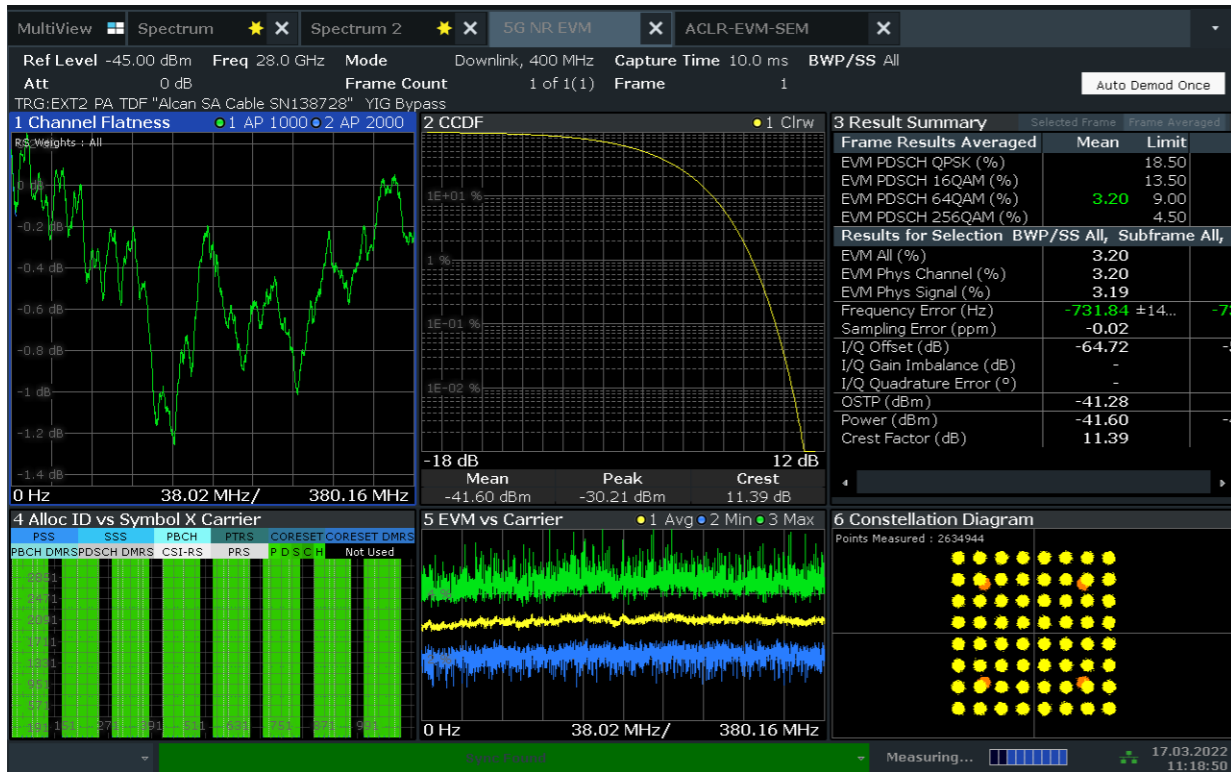 MultiView Spectrum Spectrum 2 5G NR EVM ACLR-EVM-SEM
Ref Level -45.00 dBm Freq 28.0 GHz Mode Downlink, 400 MHz Capture Time 10.0 ms BWP/SS All
Att 0 dB Frame Count 1 of 1(1) Frame 1
Auto Demod Once
TRG:EXT2 PA TDF "Alcan SA Cable SN138728" YIG Bypass
1 Channel Flatness 1 AP 1000 2 AP 2000
RS Weights : All
0 dB
-0.2 dB
-0.4 dB
-0.6 dB
-0.8 dB
-1 dB
-1.2 dB
-1.4 dB
0 Hz 38.02 MHz/ 380.16 MHz
2 CCDF 1 Clrw
1E+01 %
1 %
1E-01 %
1E-02 %
-18 dB 12 dB
Mean Peak Crest
-41.60 dBm -30.21 dBm 11.39 dB
3 Result Summary Selected Frame Frame Averaged
Frame Results Averaged Mean Limit
EVM PDSCH QPSK (%) 18.50
EVM PDSCH 16QAM (%) 13.50
EVM PDSCH 64QAM (%) 3.20 9.00
EVM PDSCH 256QAM (%) 4.50
Results for Selection BWP/SS All, Subframe All,
EVM All (%) 3.20
EVM Phys Channel (%) 3.20
EVM Phys Signal (%) 3.19
Frequency Error (Hz) -731.84 ±14...
Sampling Error (ppm) -0.02
I/Q Offset (dB) -64.72
I/Q Gain Imbalance (dB) -
I/Q Quadrature Error (º) -
OSTP (dBm) -41.28
Power (dBm) -41.60
Crest Factor (dB) 11.39
4 Alloc ID vs Symbol X Carrier
PSS SSS PBCH PTRS CORESET CORESET DMRS
PBCH DMRS PDSCH DMRS CSI-RS PRS P D S C H Not Used
5 EVM vs Carrier 1 Avg 2 Min 3 Max
0 Hz 38.02 MHz/ 380.16 MHz
6 Constellation Diagram
Points Measured : 2634944
Sync Found
Measuring...
17.03.2022
11:18:50